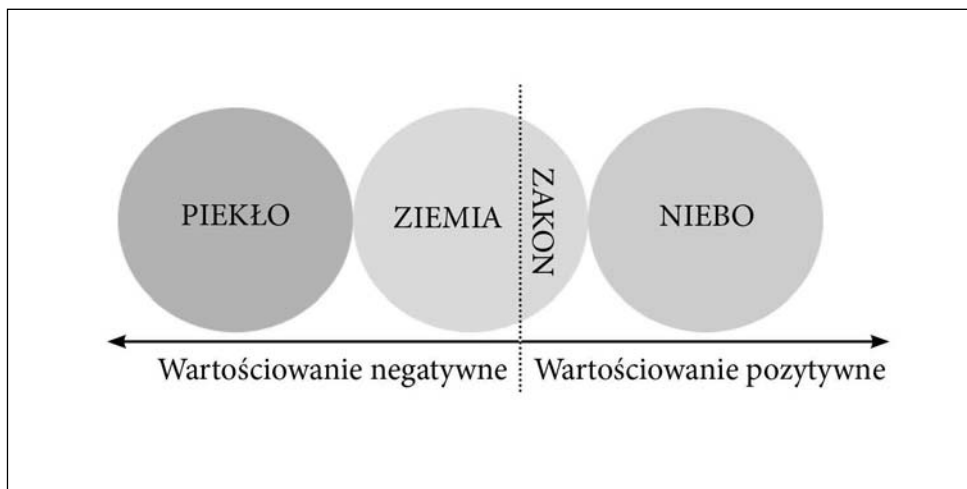 PIEKŁO
ZIEMIA
ZAKON
NIEBO
Wartościowanie negatywne
Wartościowanie pozytywne